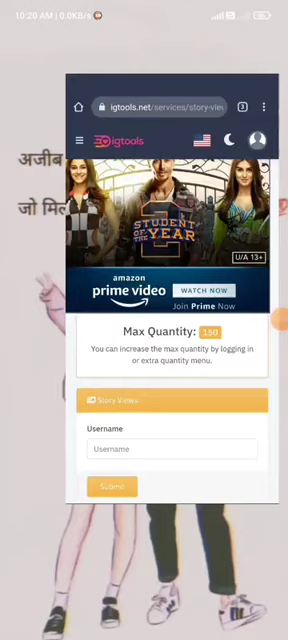 10:20 AM | 0.0KB/s
igtools.net/services/story-view
3
igtools
अजीब
जो मिल
STUDENT
OF THE YEAR
2
U/A 13+
amazon
prime video
WATCH NOW
Join Prime Now
Max Quantity: 150
You can increase the max quantity by logging in
or extra quantity menu.
Story Views
Username
Username
Submit